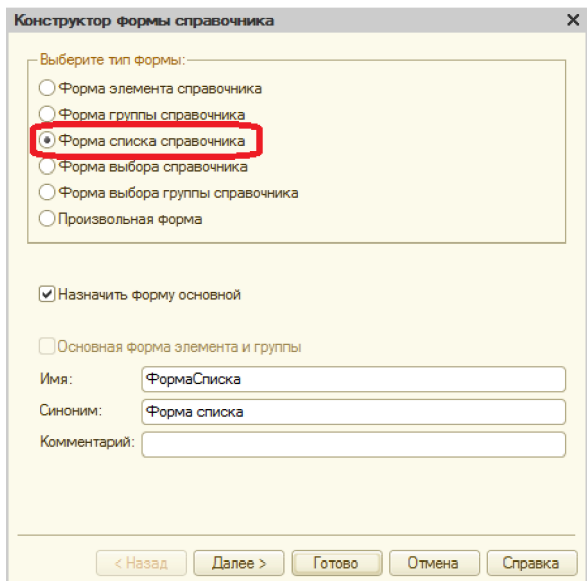 Конструктор формы справочника
Выберите тип формы:
Форма элемента справочника
Форма группы справочника
Форма списка справочника
Форма выбора справочника
Форма выбора группы справочника
Произвольная форма
Назначить форму основной
Основная форма элемента и группы
Имя: ФормаСписка
Синоним: Форма списка
Комментарий:
< Назад Далее > Готово Отмена Справка